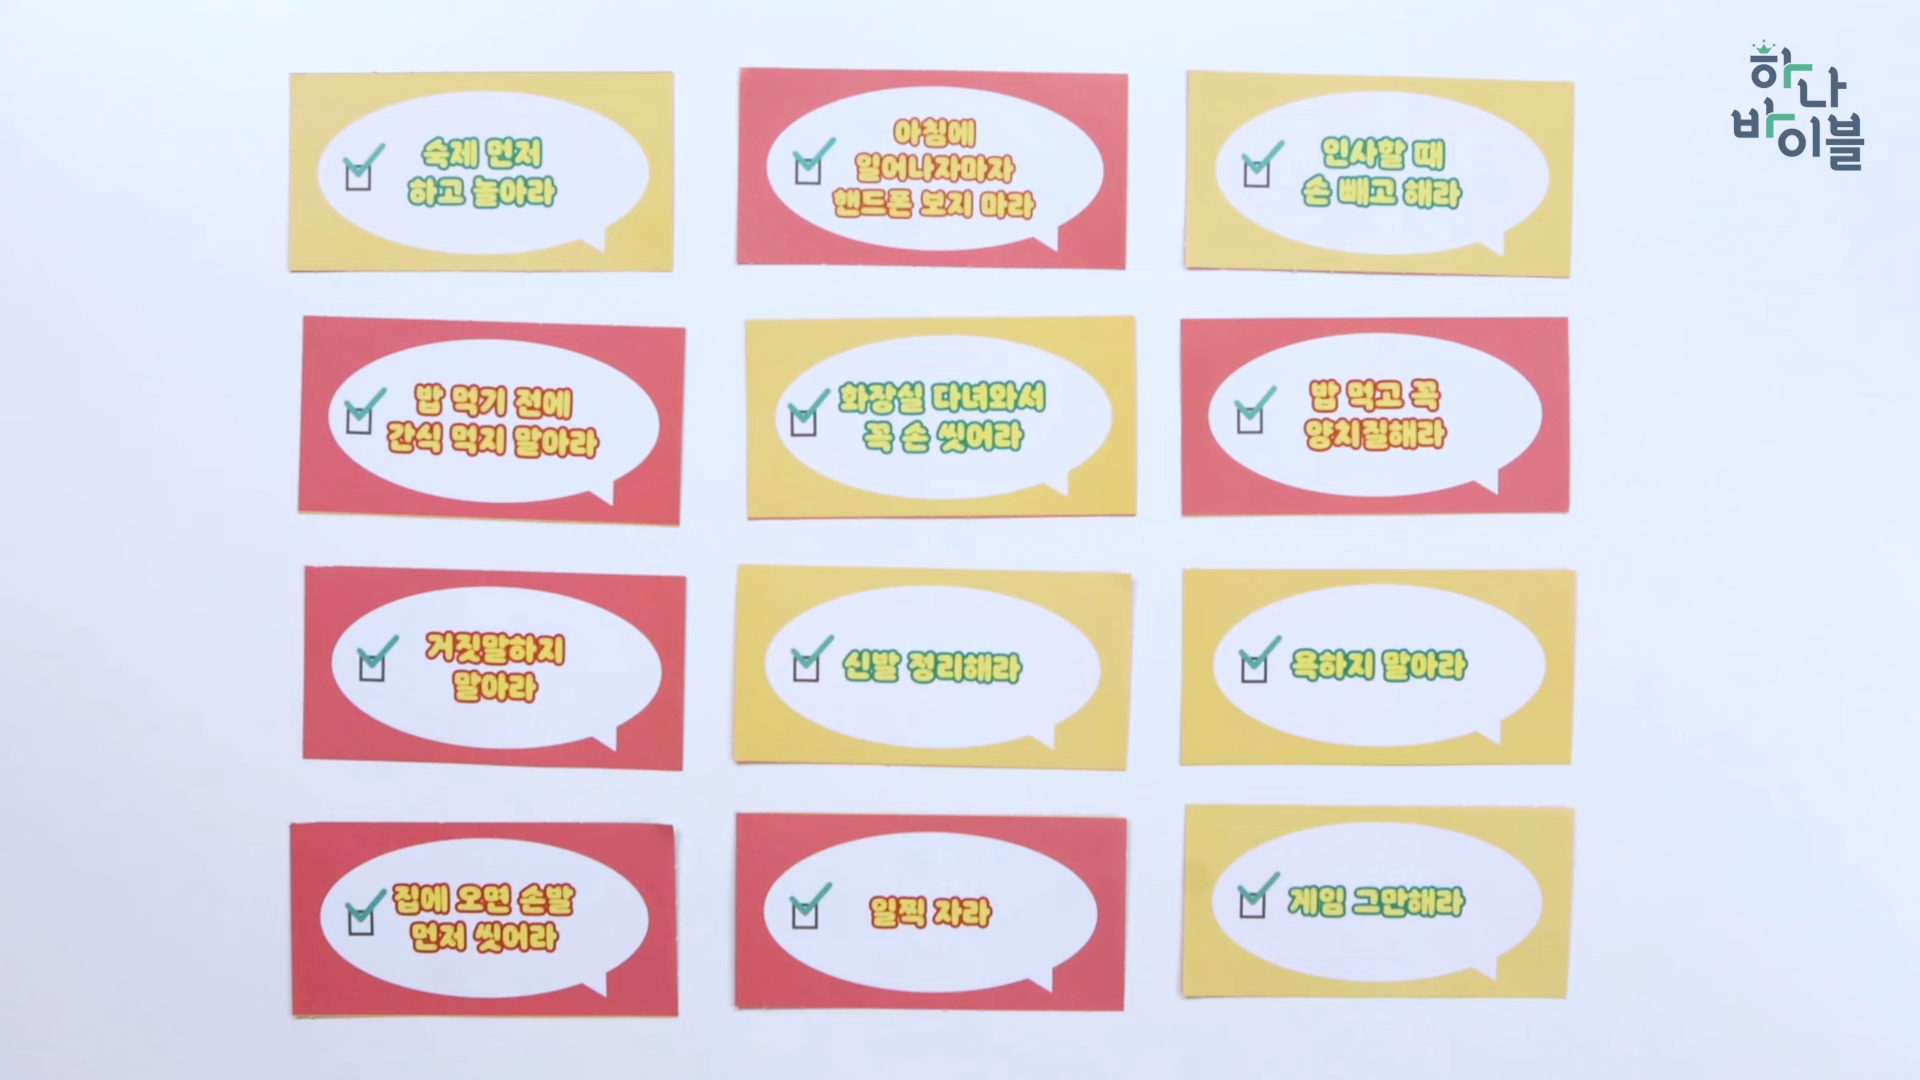 숙제 먼저
하고 놀아라
아침에
일어나자마자
핸드폰 보지 마라
인사할 때
손 빼고 해라
밥 먹기 전에
간식 먹지 말아라
화장실 다녀와서
꼭 손 씻어라
밥 먹고 꼭
양치질해라
거짓말하지
말아라
신발 정리해라
욕하지 말아라
집에 오면 손발
먼저 씻어라
일찍 자라
게임 그만해라
하나
바이블